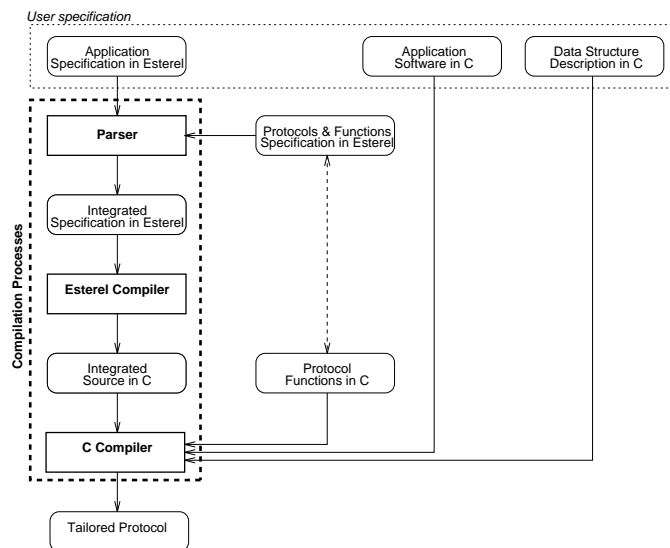 User specification
Application
Specification in Esterel
Application
Software in C
Data Structure
Description in C
Parser
Protocols & Functions
Specification in Esterel
Integrated
Specification in Esterel
Compilation Processes
Esterel Compiler
Integrated
Source in C
Protocol
Functions in C
C Compiler
Tailored Protocol